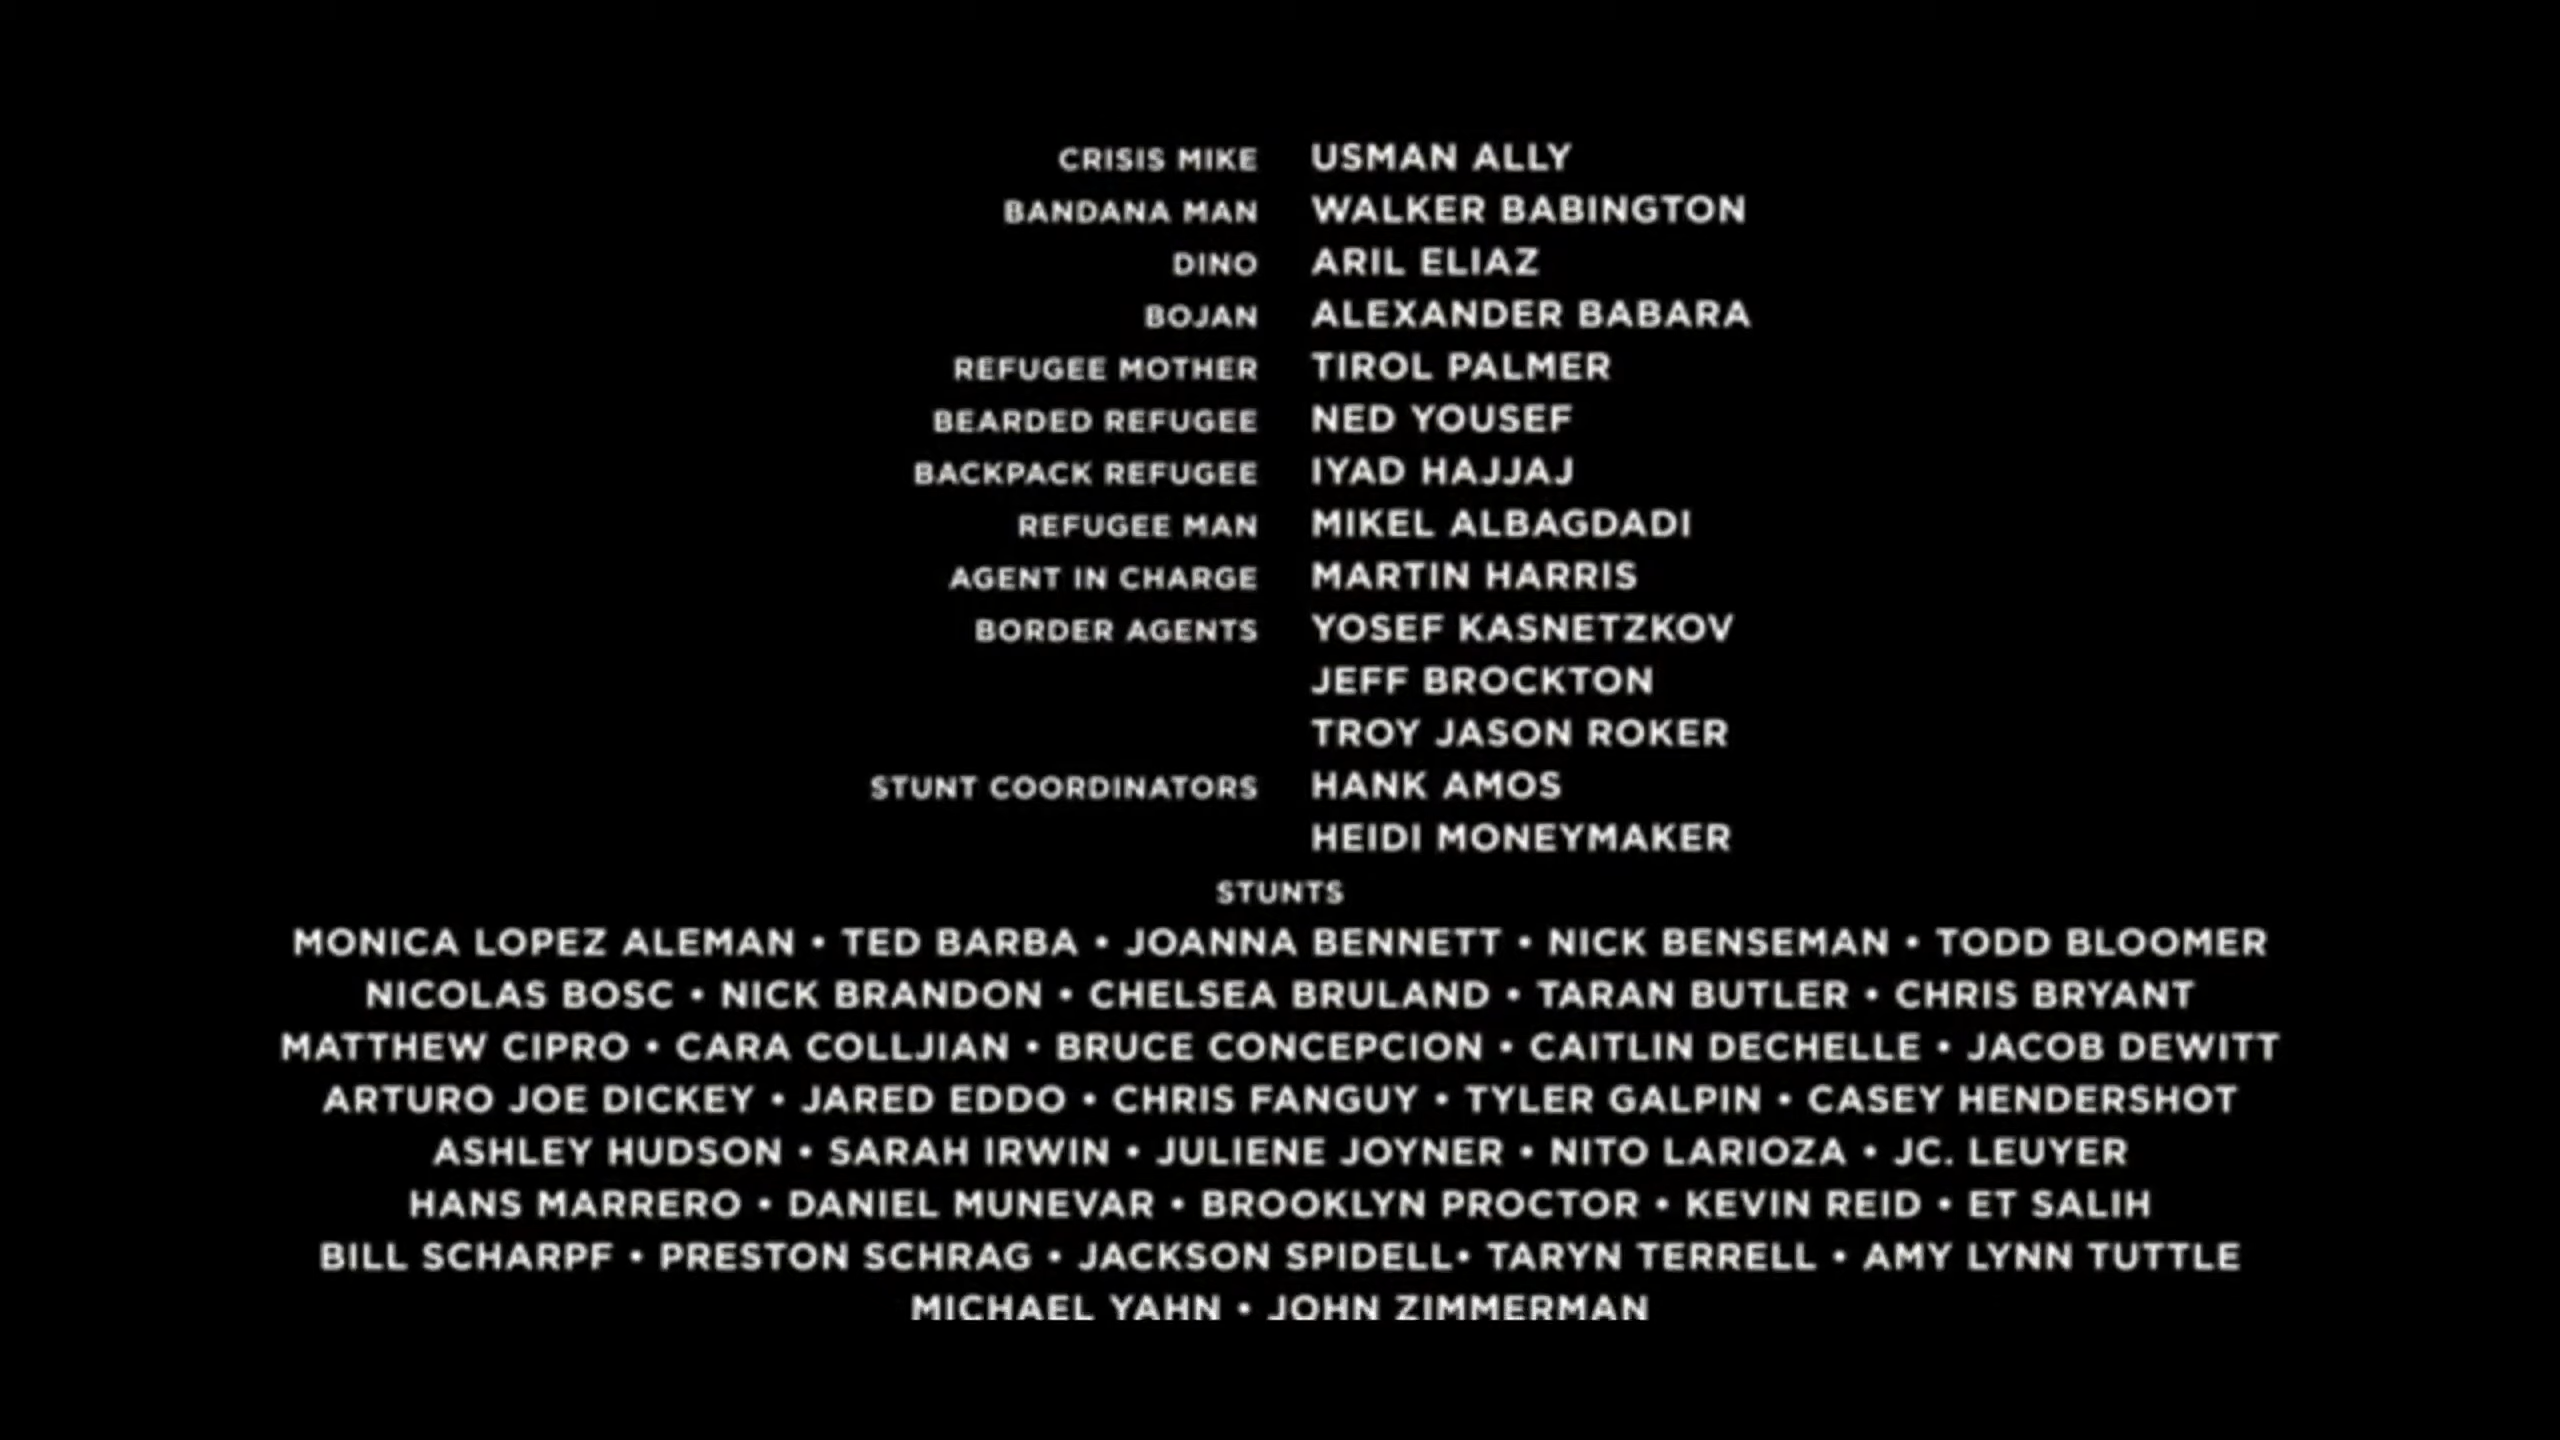 CRISIS MIKE USMAN ALLY
BANDANA MAN WALKER BABINGTON
DINO ARIL ELIAZ
BOJAN ALEXANDER BABARA
REFUGEE MOTHER TIROL PALMER
BEARDED REFUGEE NED YOUSEF
BACKPACK REFUGEE IYAD HAJJAJ
REFUGEE MAN MIKEL ALBAGDADI
AGENT IN CHARGE MARTIN HARRIS
BORDER AGENTS YOSEF KASNETZKOV
JEFF BROCKTON
TROY JASON ROKER
STUNT COORDINATORS HANK AMOS
HEIDI MONEYMAKER
STUNTS
MONICA LOPEZ ALEMAN • TED BARBA • JOANNA BENNETT • NICK BENSEMAN • TODD BLOOMER
NICOLAS BOSC • NICK BRANDON • CHELSEA BRULAND • TARAN BUTLER • CHRIS BRYANT
MATTHEW CIPRO • CARA COLLJIAN • BRUCE CONCEPCION • CAITLIN DECHELLE • JACOB DEWITT
ARTURO JOE DICKEY • JARED EDDO • CHRIS FANGUY • TYLER GALPIN • CASEY HENDERSHOT
ASHLEY HUDSON • SARAH IRWIN • JULIENE JOYNER • NITO LARIOZA • JC. LEUYER
HANS MARRERO • DANIEL MUNEVAR • BROOKLYN PROCTOR • KEVIN REID • ET SALIH
BILL SCHARPF • PRESTON SCHRAG • JACKSON SPIDELL• TARYN TERRELL • AMY LYNN TUTTLE
MICHAEL YAHN • JOHN ZIMMERMAN